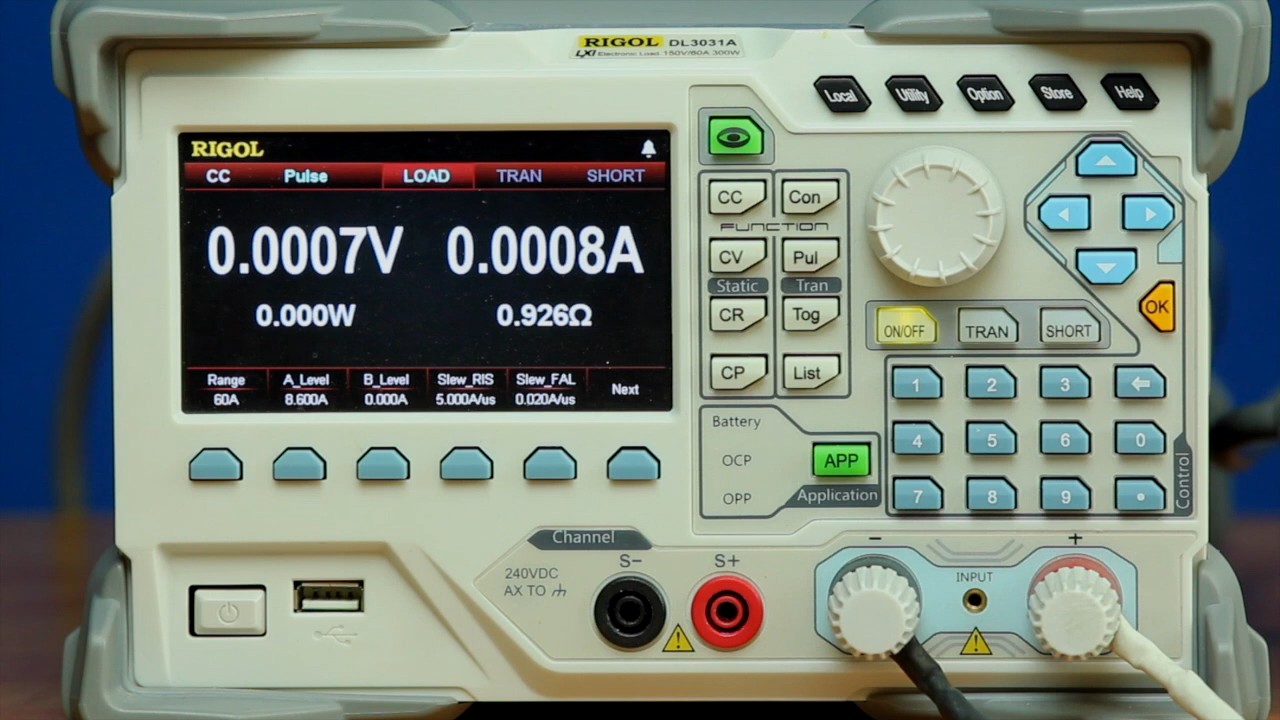 RIGOL DL3031A
LXI Electronic Load 150V/60A 300W
Local Utility Option Store Help
RIGOL
CC Pulse LOAD TRAN SHORT
0.0007V 0.0008A
0.000W 0.926Ω
Range A_Level B_Level Slew_RIS Slew_FAL Next
60A 8.600A 0.000A 5.000A/us 0.020A/us
CC Con
FUNCTION
CV Pul
Static Tran
CR Tog
CP List
OK
ON/OFF TRAN SHORT
1 2 3
4 5 6 0
7 8 9 •
Control
Battery
OCP APP
OPP Application
Channel
240VDC
AX TO
S- S+
- +
INPUT